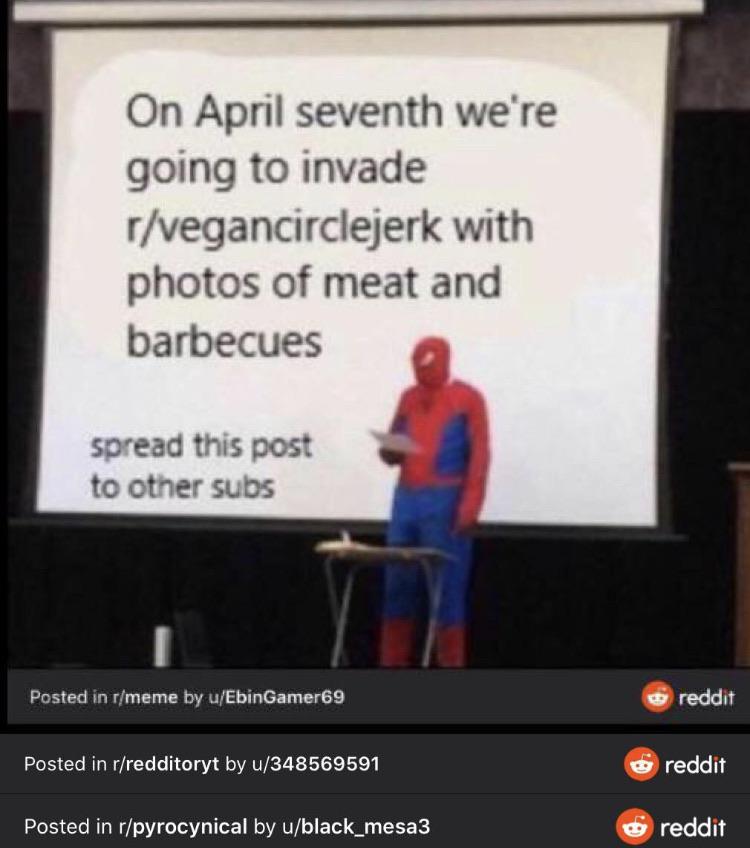 On April seventh we're
going to invade
r/vegancirclejerk with
photos of meat and
barbecues
spread this post
to other subs
Posted in r/meme by u/EbinGamer69
reddit
Posted in r/redditoryt by u/348569591
reddit
Posted in r/pyrocynical by u/black_mesa3
reddit